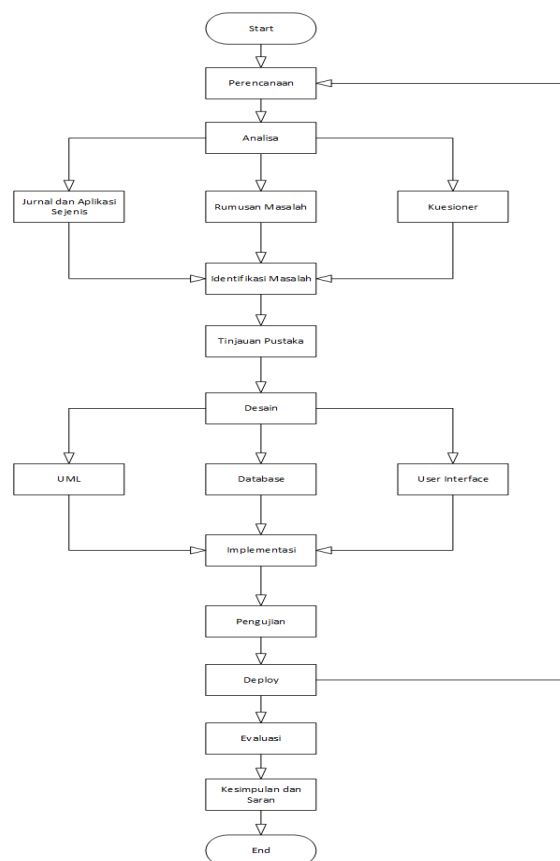 Start
Perencanaan
Analisa
Jurnal dan Aplikasi
Sejenis
Rumusan Masalah
Kuesioner
Identifikasi Masalah
Tinjauan Pustaka
Desain
UML
Database
User Interface
Implementasi
Pengujian
Deploy
Evaluasi
Kesimpulan dan
Saran
End